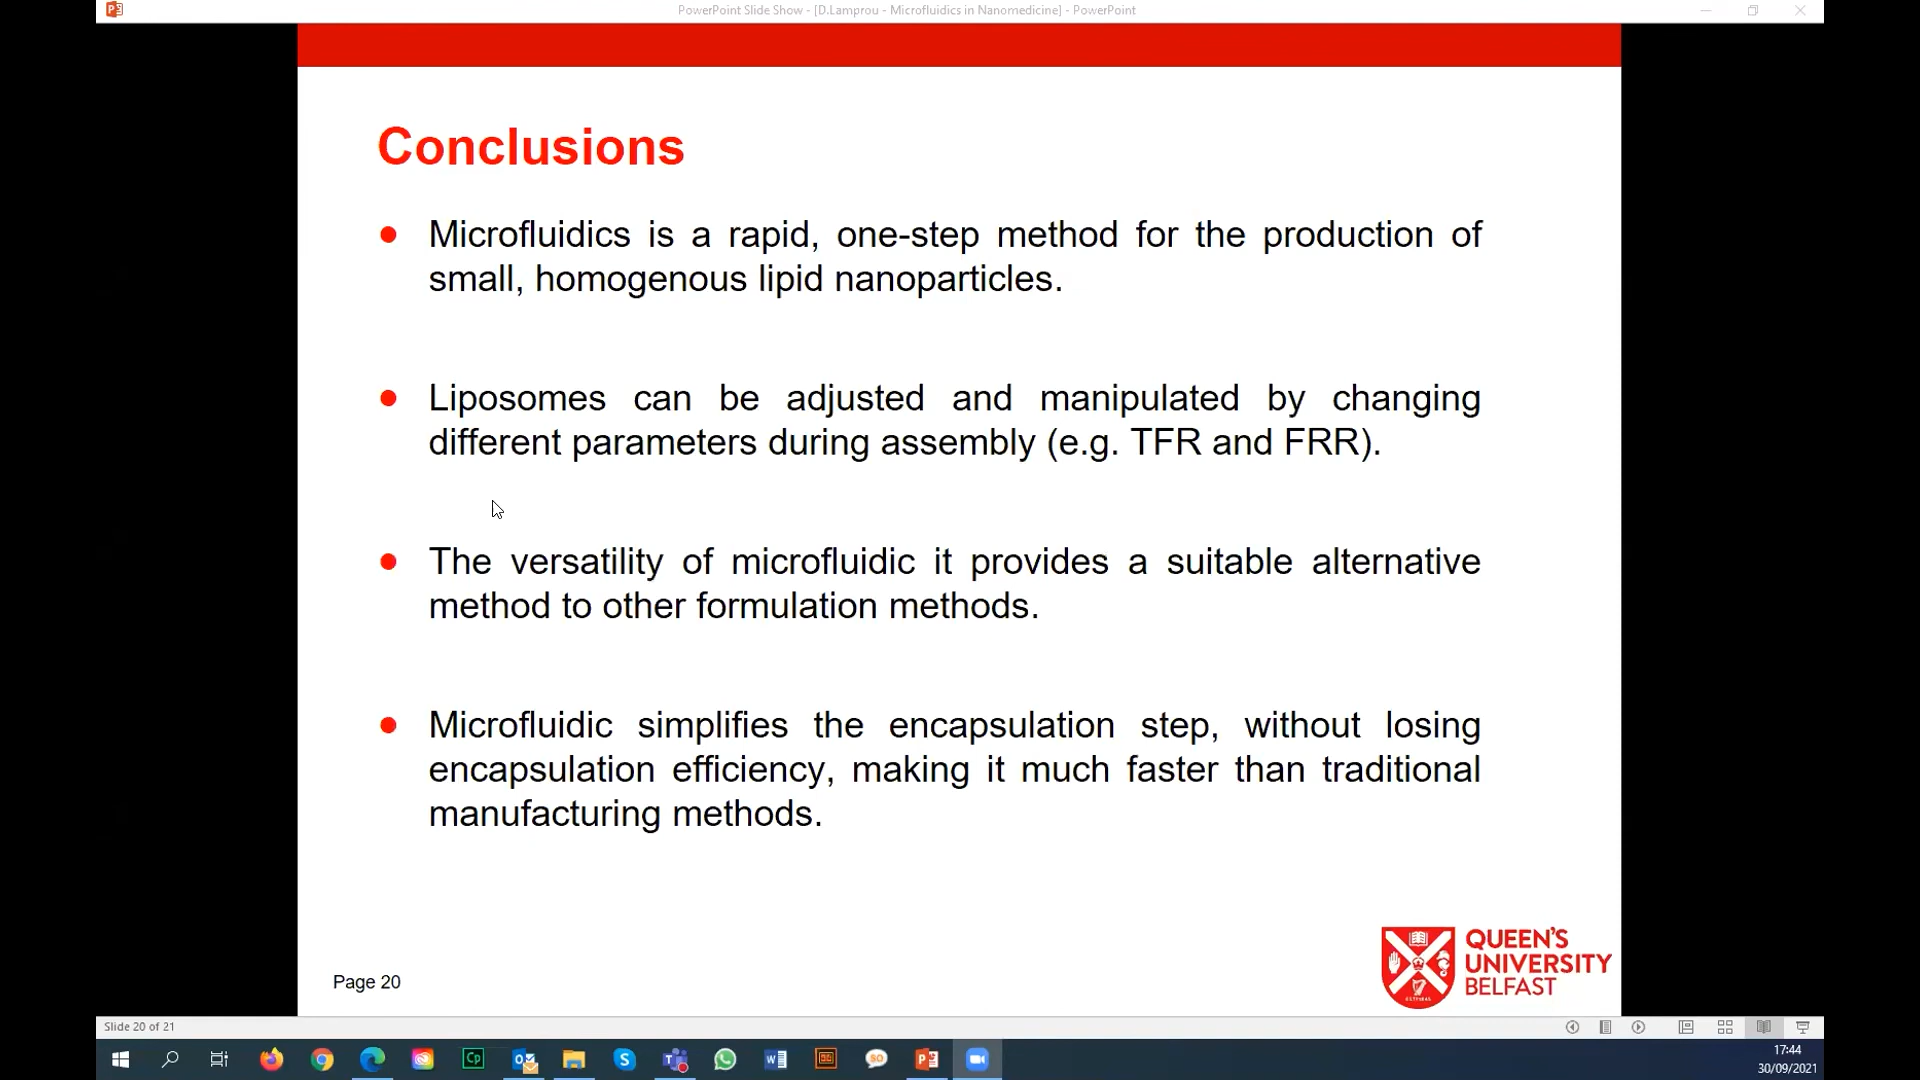 PowerPoint Slide Show - [D.Lamprou - Microfluidics in Nanomedicine] - PowerPoint
Conclusions
Microfluidics is a rapid, one-step method for the production of
small, homogenous lipid nanoparticles.
Liposomes can be adjusted and manipulated by changing
different parameters during assembly (e.g. TFR and FRR).
The versatility of microfluidic it provides a suitable alternative
method to other formulation methods.
Microfluidic simplifies the encapsulation step, without losing
encapsulation efficiency, making it much faster than traditional
manufacturing methods.
Page 20
QUEEN'S
UNIVERSITY
BELFAST
Slide 20 of 21
17:44
30/09/2021